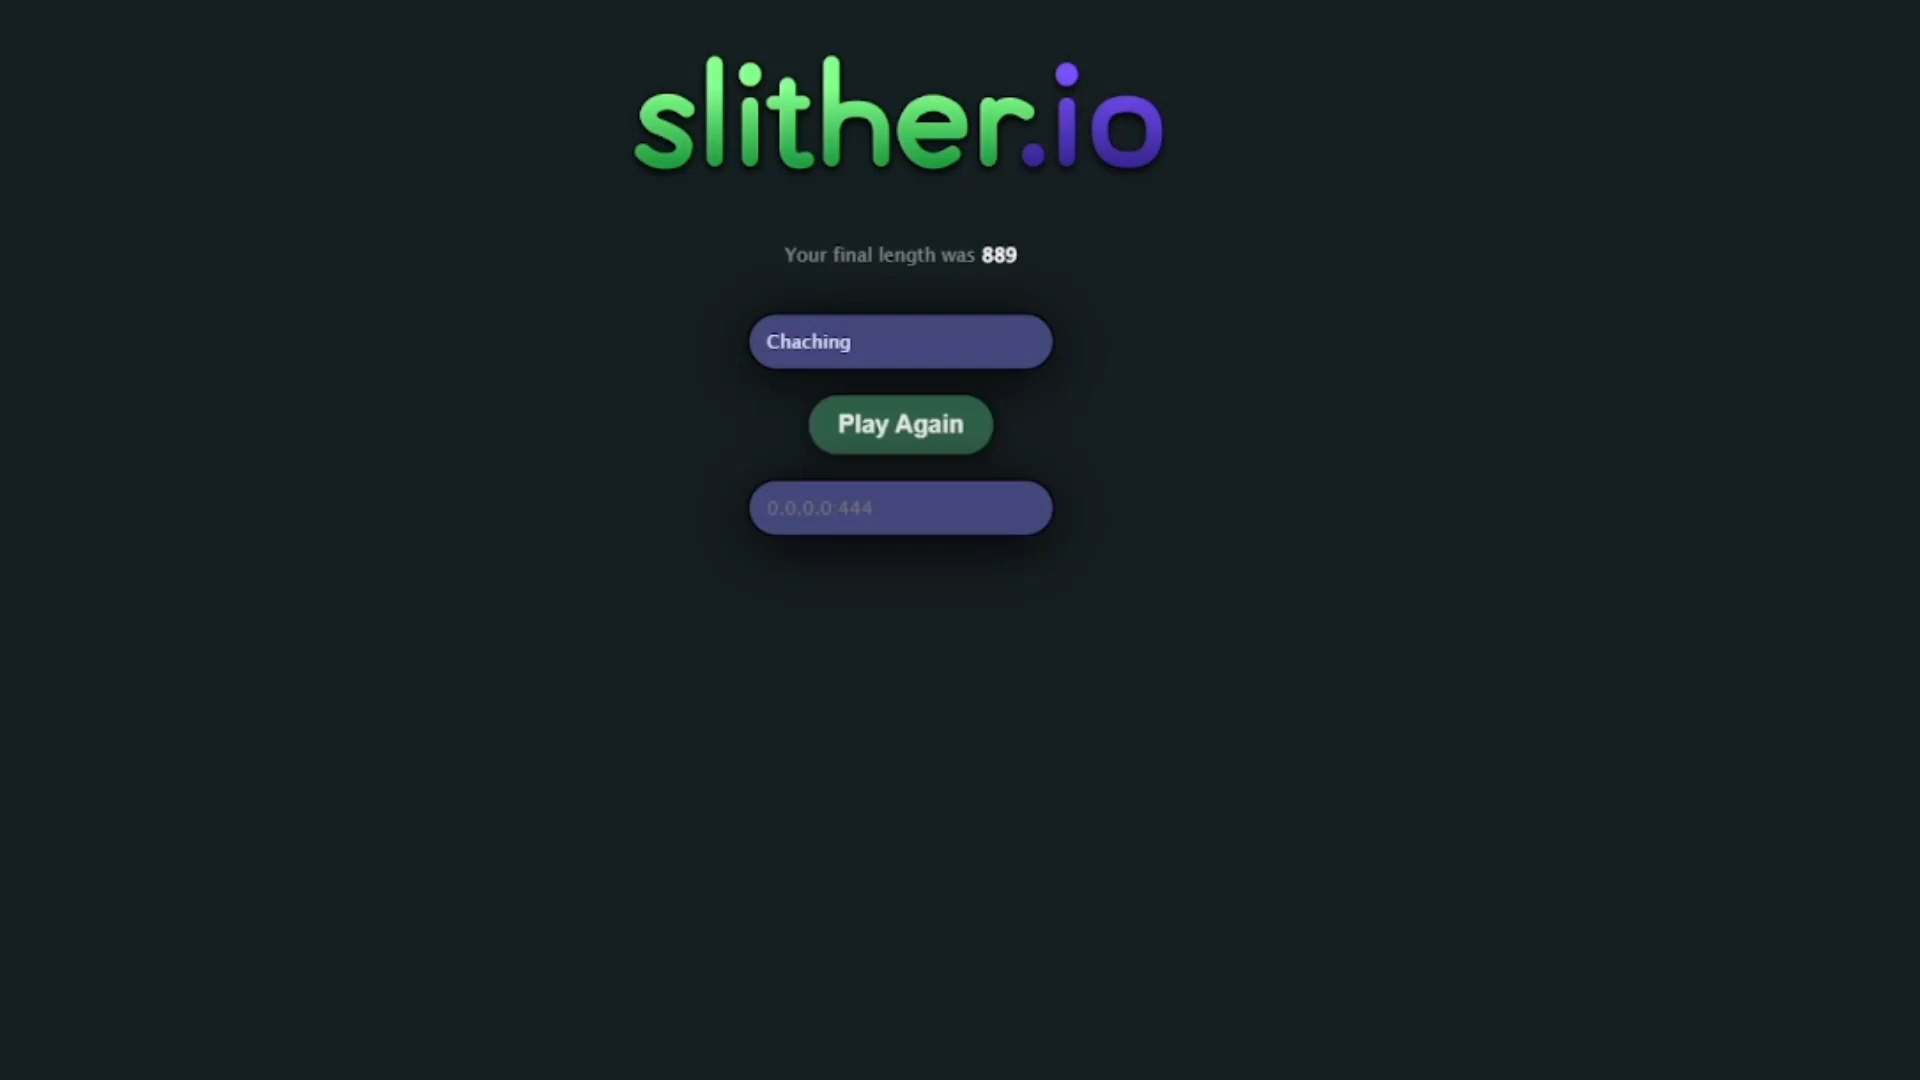 slither.io
Your final length was 889
Chaching
Play Again
0.0.0.0:444